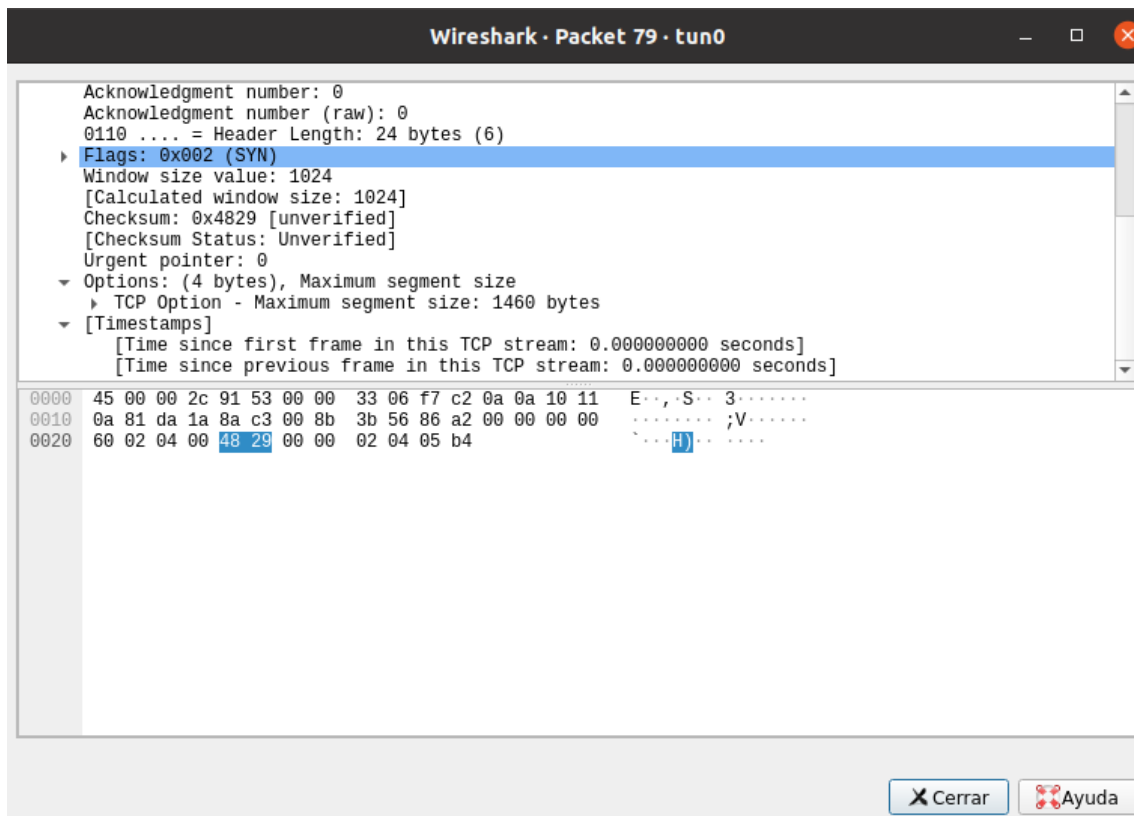 Wireshark · Packet 79 · tun0
Acknowledgment number: 0
Acknowledgment number (raw): 0
0110 .... = Header Length: 24 bytes (6)
Flags: 0x002 (SYN)
Window size value: 1024
[Calculated window size: 1024]
Checksum: 0x4829 [unverified]
[Checksum Status: Unverified]
Urgent pointer: 0
Options: (4 bytes), Maximum segment size
TCP Option - Maximum segment size: 1460 bytes
[Timestamps]
[Time since first frame in this TCP stream: 0.000000000 seconds]
[Time since previous frame in this TCP stream: 0.000000000 seconds]
0000 45 00 00 2c 91 53 00 00 33 06 f7 c2 0a 0a 10 11 E··,·S·· 3·······
0010 0a 81 da 1a 8a c3 00 8b 3b 56 86 a2 00 00 00 00 ········ ;V······
0020 60 02 04 00 48 29 00 00 02 04 05 b4 `···H)·· ····
Cerrar
Ayuda